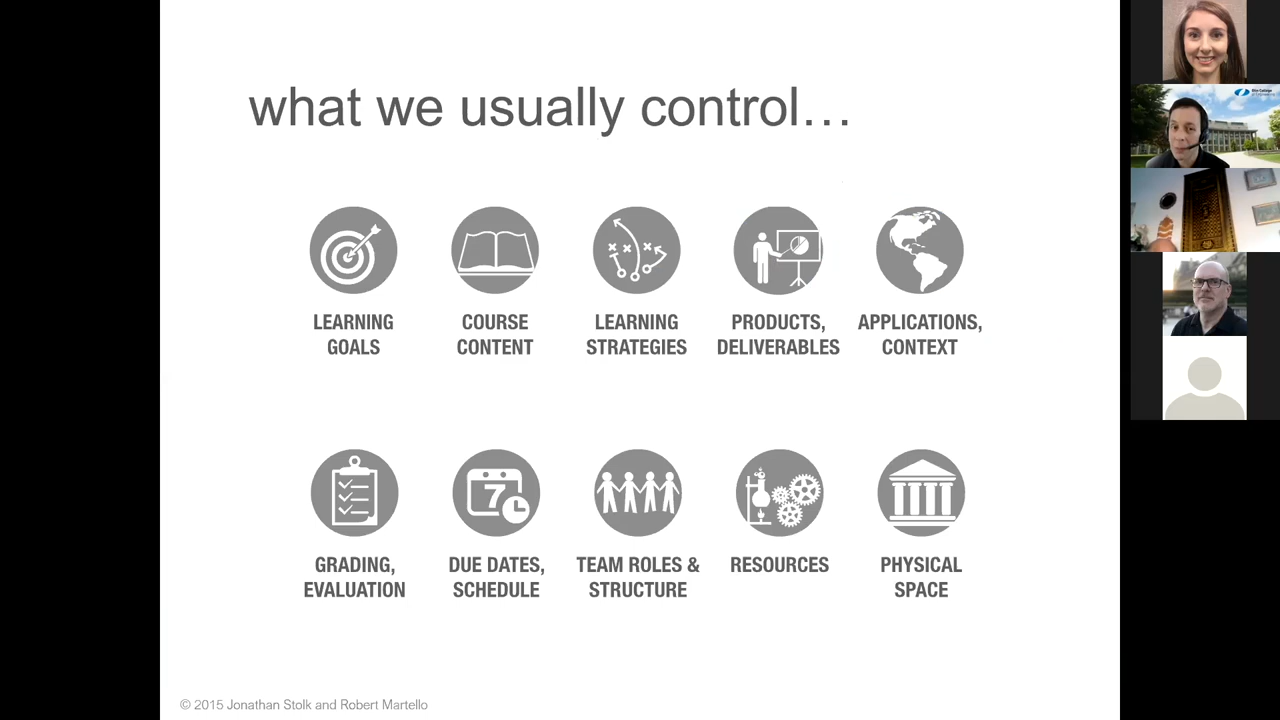 what we usually control…
LEARNING
GOALS
COURSE
CONTENT
LEARNING
STRATEGIES
PRODUCTS,
DELIVERABLES
APPLICATIONS,
CONTEXT
7
GRADING,
EVALUATION
DUE DATES,
SCHEDULE
TEAM ROLES &
STRUCTURE
RESOURCES
PHYSICAL
SPACE
© 2015 Jonathan Stolk and Robert Martello